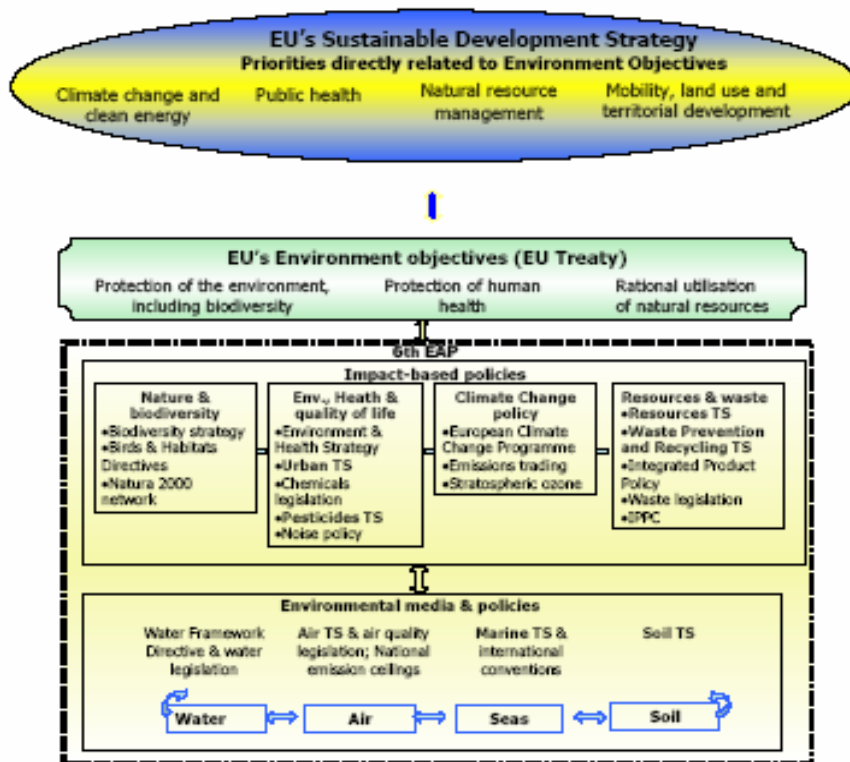 EU's Sustainable Development Strategy
Priorities directly related to Environment Objectives
Climate change and
clean energy
Public health
Natural resource
management
Mobility, land use and
territorial development
EU's Environment objectives (EU Treaty)
Protection of the environment,
including biodiversity
Protection of human
health
Rational utilisation
of natural resources
6th EAP
Impact-based policies
Nature &
biodiversity
•Biodiversity strategy
•Birds & Habitats
Directives
•Natura 2000
network
Env., Heath &
quality of life
•Environment &
Health Strategy
•Urban TS
•Chemicals
legislation
•Pesticides TS
•Noise policy
Climate Change
policy
•European Climate
Change Programme
•Emissions trading
•Stratospheric ozone
Resources & waste
•Resources TS
•Waste Prevention
and Recycling TS
•Integrated Product
Policy
•Waste legislation
•IPPC
Environmental media & policies
Water Framework
Directive & water
legislation
Air TS & air quality
legislation; National
emission ceilings
Marine TS &
international
conventions
Soil TS
Water
Air
Seas
Soil